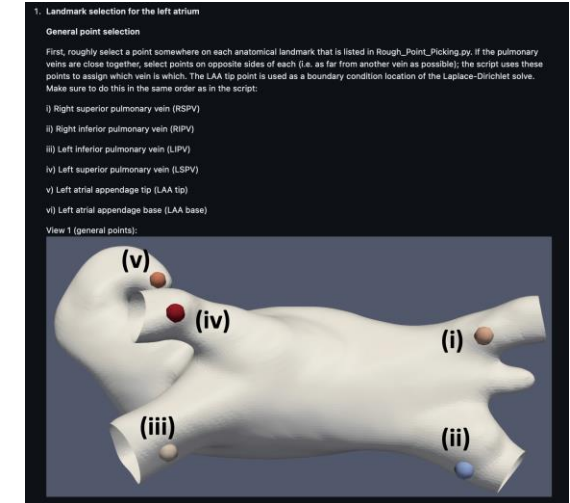 1. Landmark selection for the left atrium
General point selection
First, roughly select a point somewhere on each anatomical landmark that is listed in Rough_Point_Picking.py. If the pulmonary
veins are close together, select points on opposite sides of each (i.e. as far from another vein as possible); the script uses these
points to assign which vein is which. The LAA tip point is used as a boundary condition location of the Laplace-Dirichlet solve.
Make sure to do this in the same order as in the script:
i) Right superior pulmonary vein (RSPV)
ii) Right inferior pulmonary vein (RIPV)
iii) Left inferior pulmonary vein (LIPV)
iv) Left superior pulmonary vein (LSPV)
v) Left atrial appendage tip (LAA tip)
vi) Left atrial appendage base (LAA base)
View 1 (general points):
(v)
(iv)
(i)
(iii)
(ii)